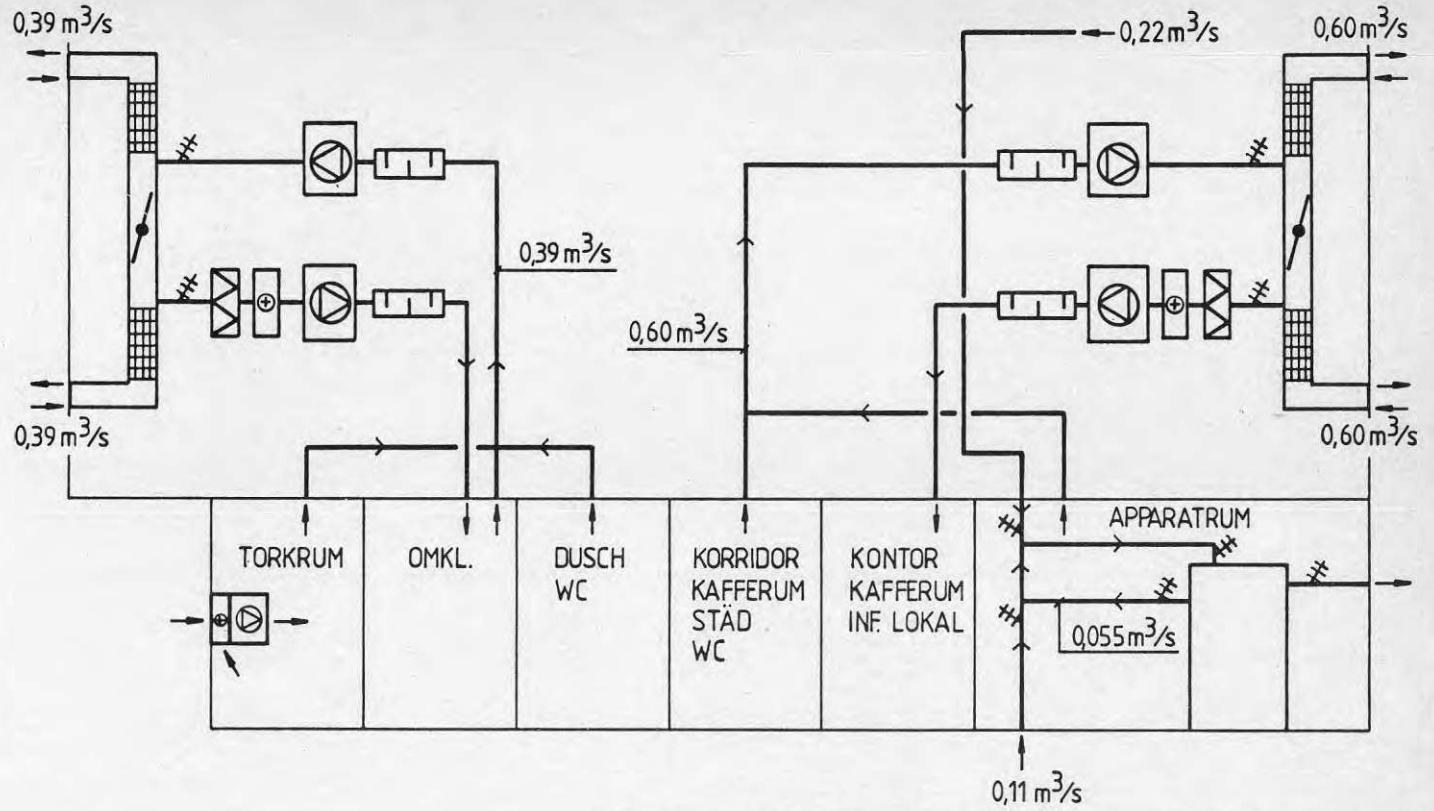 0,39 m³/s
0,22 m³/s
0,60 m³/s
0,39 m³/s
0,60 m³/s
0,39 m³/s
0,60 m³/s
TORKRUM
OMKL.
DUSCH
WC
KORRIDOR
KAFFERUM
STÄD
WC
KONTOR
KAFFERUM
INF. LOKAL
APPARATRUM
0,055 m³/s
0,11 m³/s